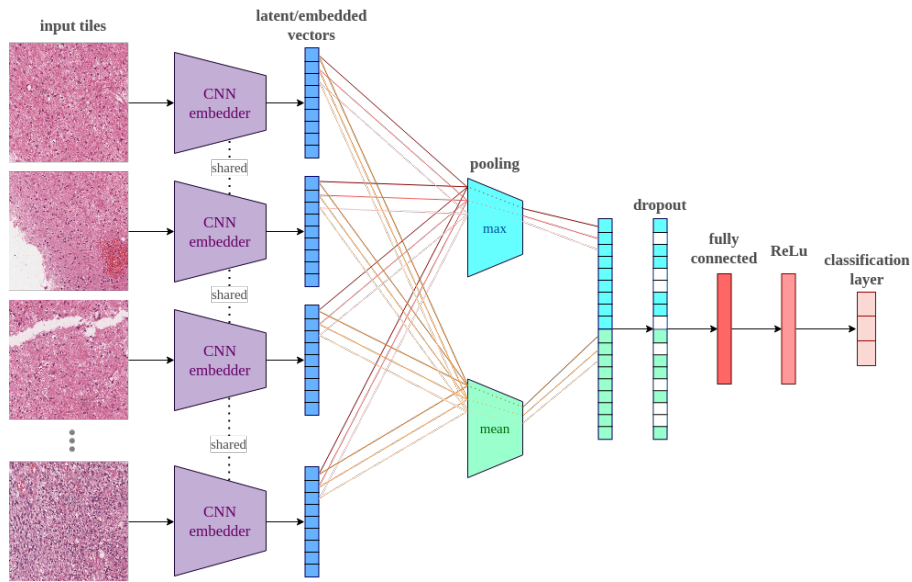 input tiles
latent/embedded
vectors
CNN
embedder
shared
CNN
embedder
shared
CNN
embedder
shared
CNN
embedder
pooling
max
mean
dropout
fully
connected
ReLu
classification
layer